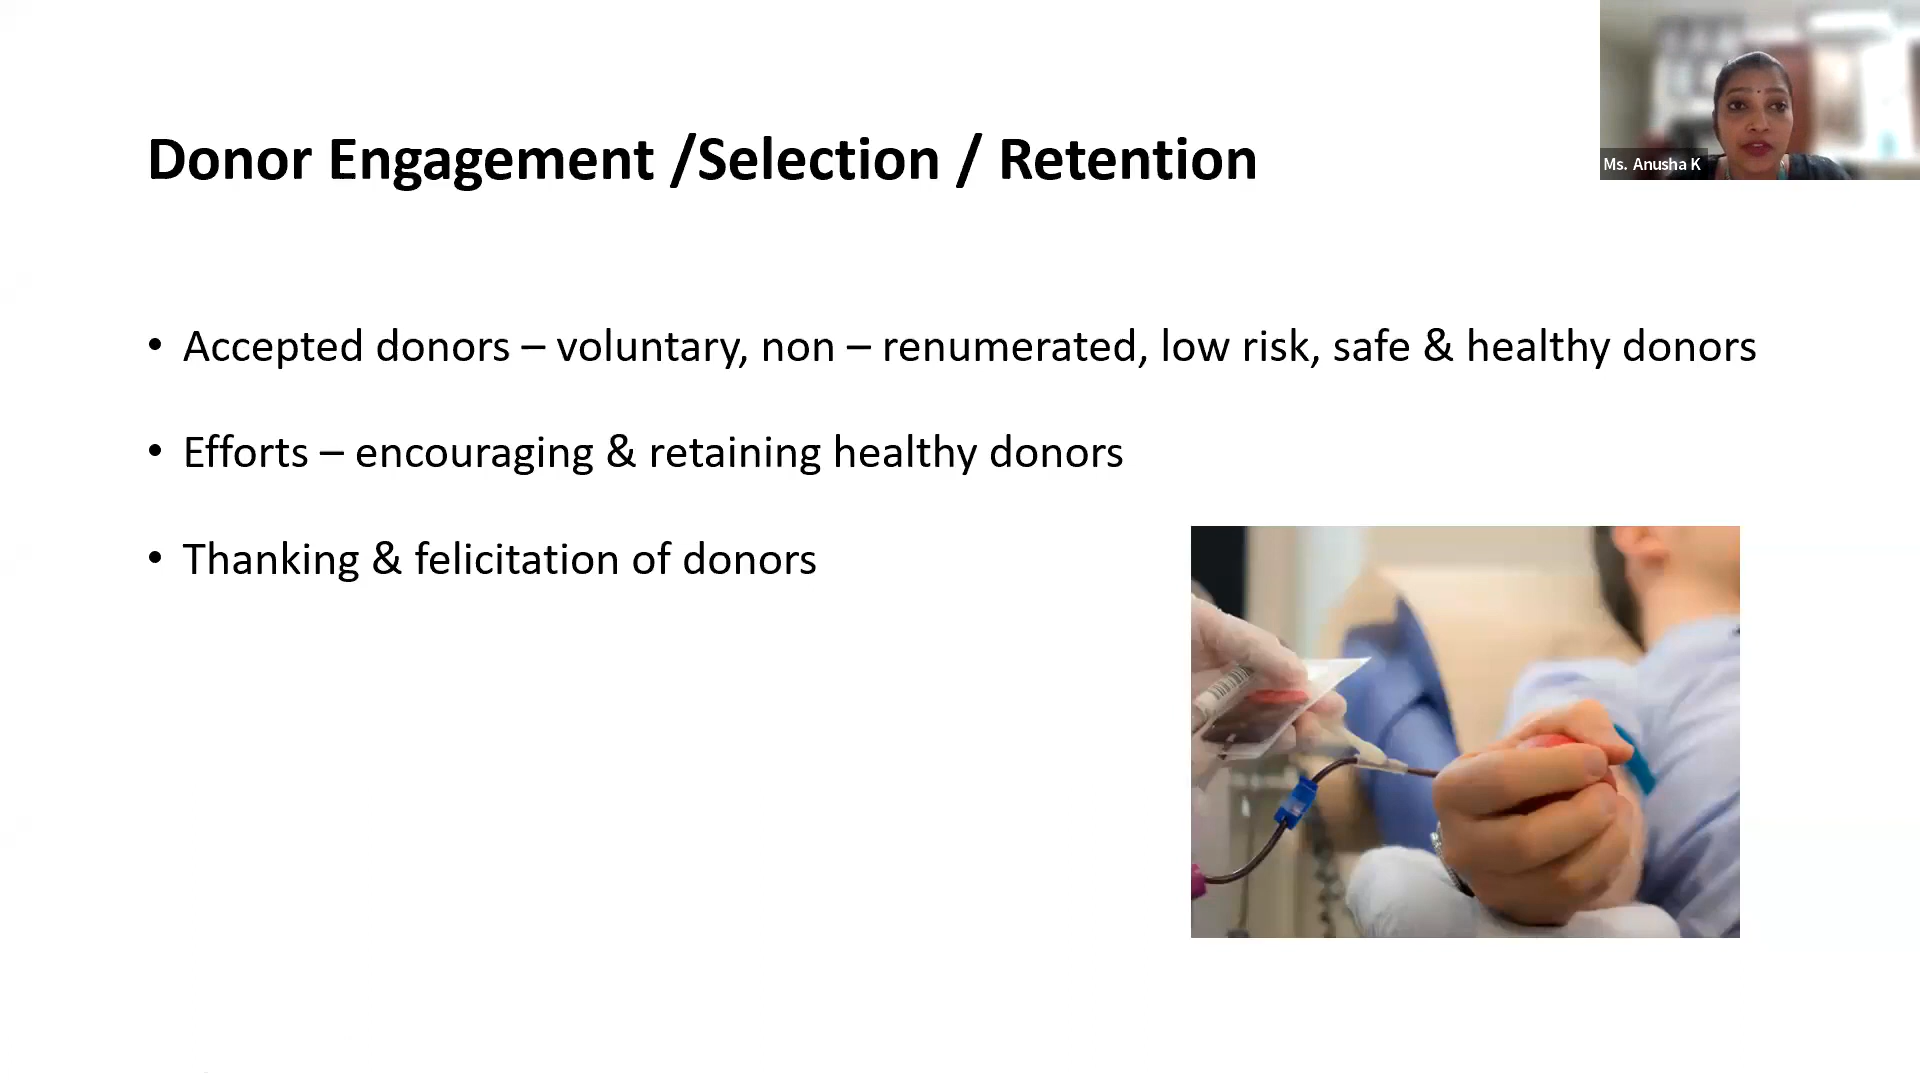 Donor Engagement /Selection / Retention
Ms. Anusha K
• Accepted donors – voluntary, non – renumerated, low risk, safe & healthy donors
• Efforts – encouraging & retaining healthy donors
• Thanking & felicitation of donors